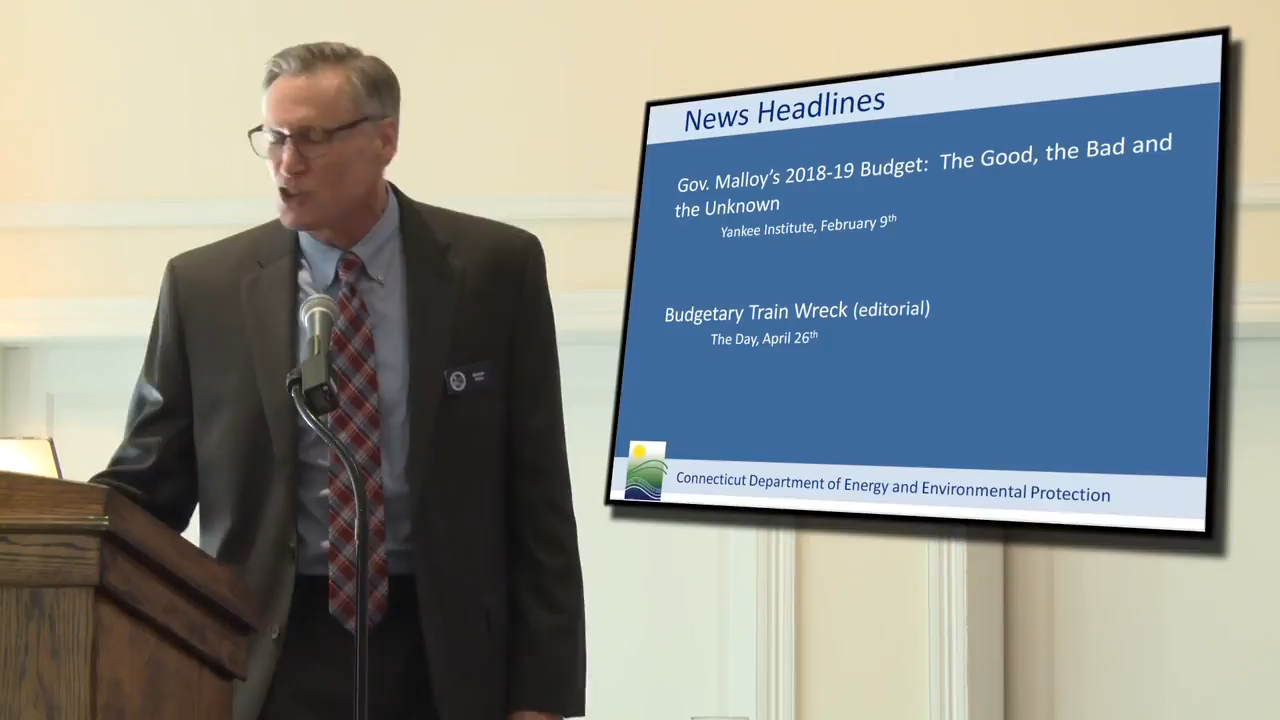 News Headlines
Gov. Malloy's 2018-19 Budget: The Good, the Bad and
the Unknown
Yankee Institute, February 9th
Budgetary Train Wreck (editorial)
The Day, April 26th
Connecticut Department of Energy and Environmental Protection